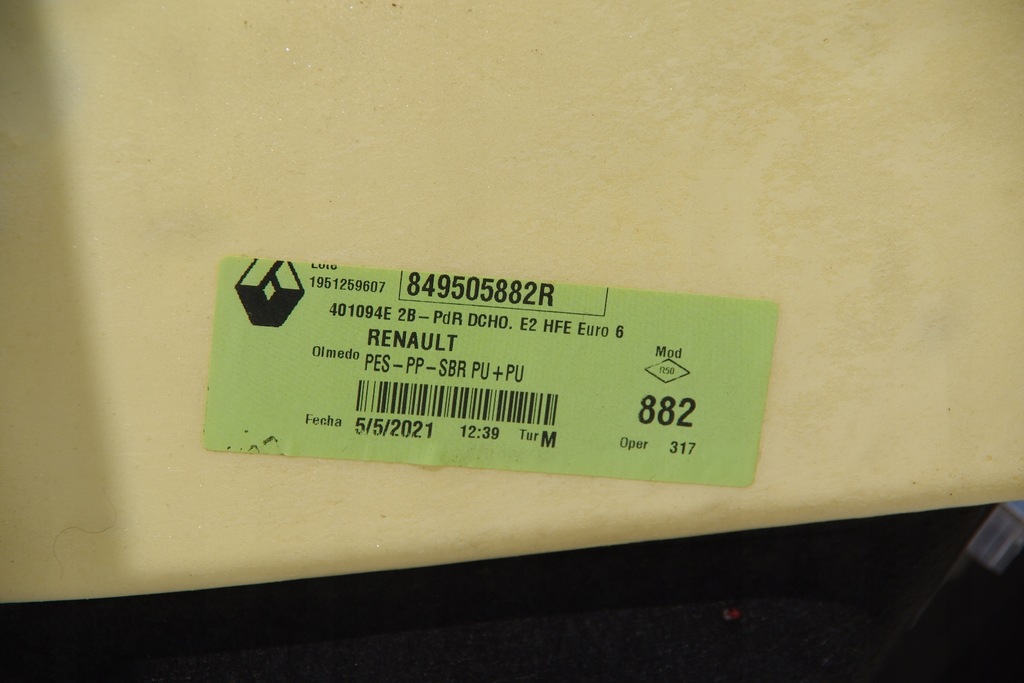 Lote
1951259607 849505882R
401094E 2B-PdR DCHO. E2 HFE Euro 6
RENAULT
Olmedo PES-PP-SBR PU+PU
Mod
R50
882
Fecha 5/5/2021 12:39 Tur M
Oper 317